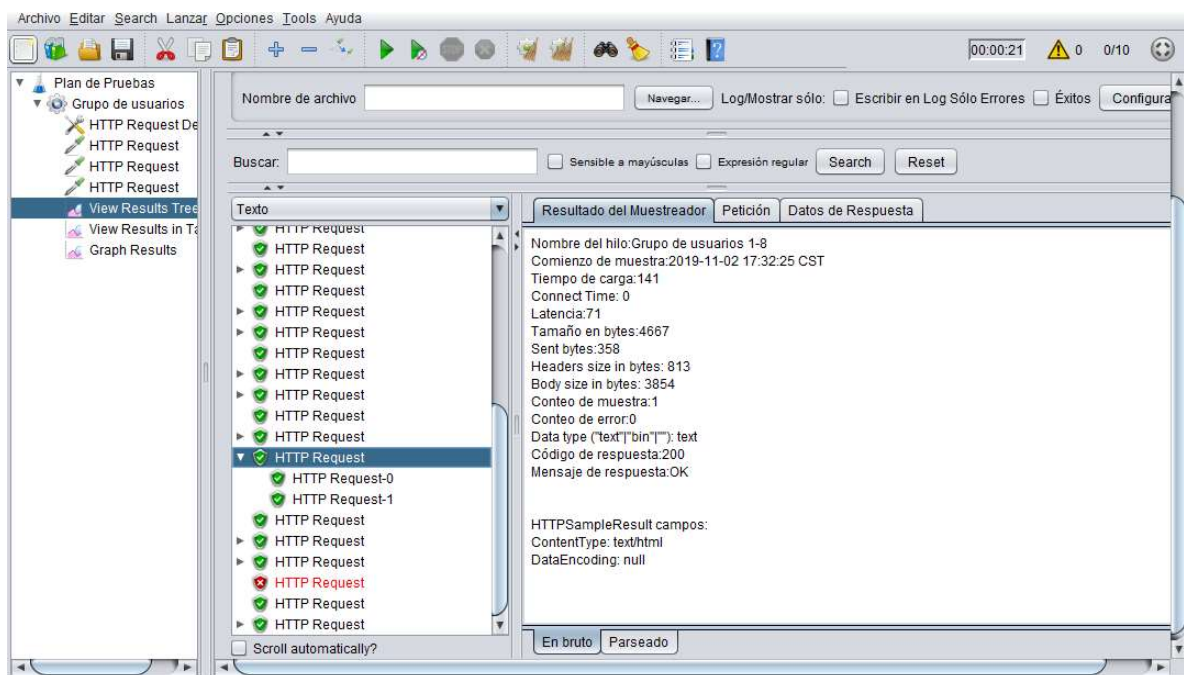 Archivo Editar Search Lanzar Opciones Tools Ayuda
00:00:21 0 0/10
Plan de Pruebas
Grupo de usuarios
HTTP Request De
HTTP Request
HTTP Request
HTTP Request
View Results Tree
View Results in Ta
Graph Results
Nombre de archivo Navegar... Log/Mostrar sólo: Escribir en Log Sólo Errores Éxitos Configura
Buscar: Sensible a mayúsculas Expresión regular Search Reset
Texto
HTTP Request
HTTP Request
HTTP Request
HTTP Request
HTTP Request
HTTP Request
HTTP Request
HTTP Request
HTTP Request
HTTP Request
HTTP Request
HTTP Request
HTTP Request-0
HTTP Request-1
HTTP Request
HTTP Request
HTTP Request
HTTP Request
HTTP Request
HTTP Request
Scroll automatically?
Resultado del Muestreador Petición Datos de Respuesta
Nombre del hilo:Grupo de usuarios 1-8
Comienzo de muestra:2019-11-02 17:32:25 CST
Tiempo de carga:141
Connect Time: 0
Latencia:71
Tamaño en bytes:4667
Sent bytes:358
Headers size in bytes: 813
Body size in bytes: 3854
Conteo de muestra:1
Conteo de error:0
Data type ("text"|"bin"|""): text
Código de respuesta:200
Mensaje de respuesta:OK
HTTPSampleResult campos:
ContentType: text/html
DataEncoding: null
En bruto Parseado